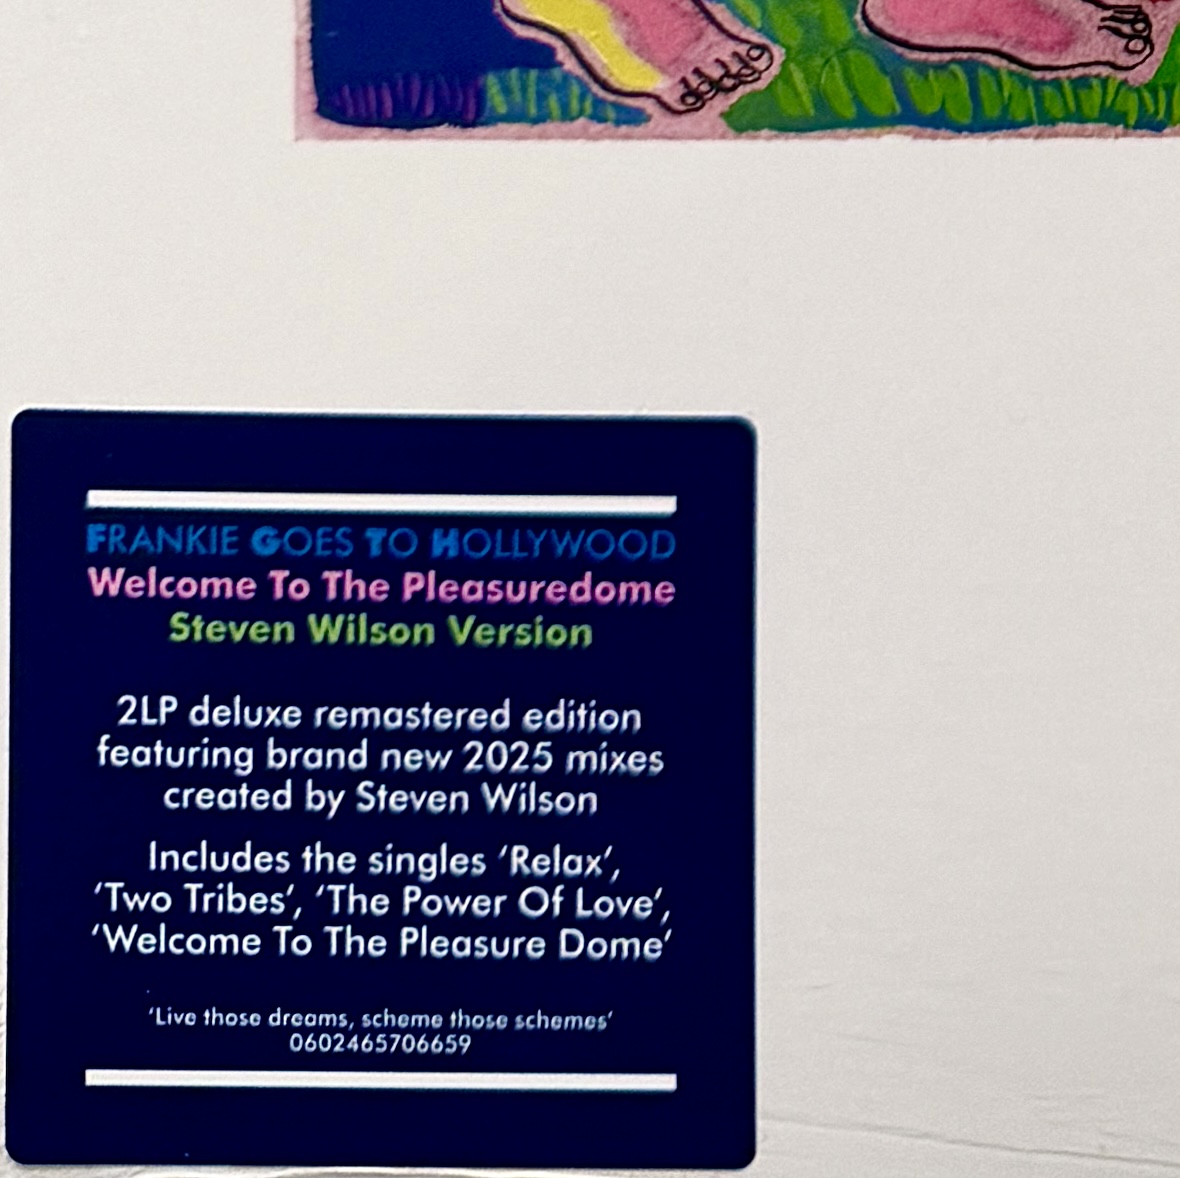 FRANKIE GOES TO HOLLYWOOD
Welcome To The Pleasuredome
Steven Wilson Version
2LP deluxe remastered edition
featuring brand new 2025 mixes
created by Steven Wilson
Includes the singles ‘Relax’,
‘Two Tribes’, ‘The Power Of Love’,
‘Welcome To The Pleasure Dome’
‘Live those dreams, scheme those schemes’
0602465706659